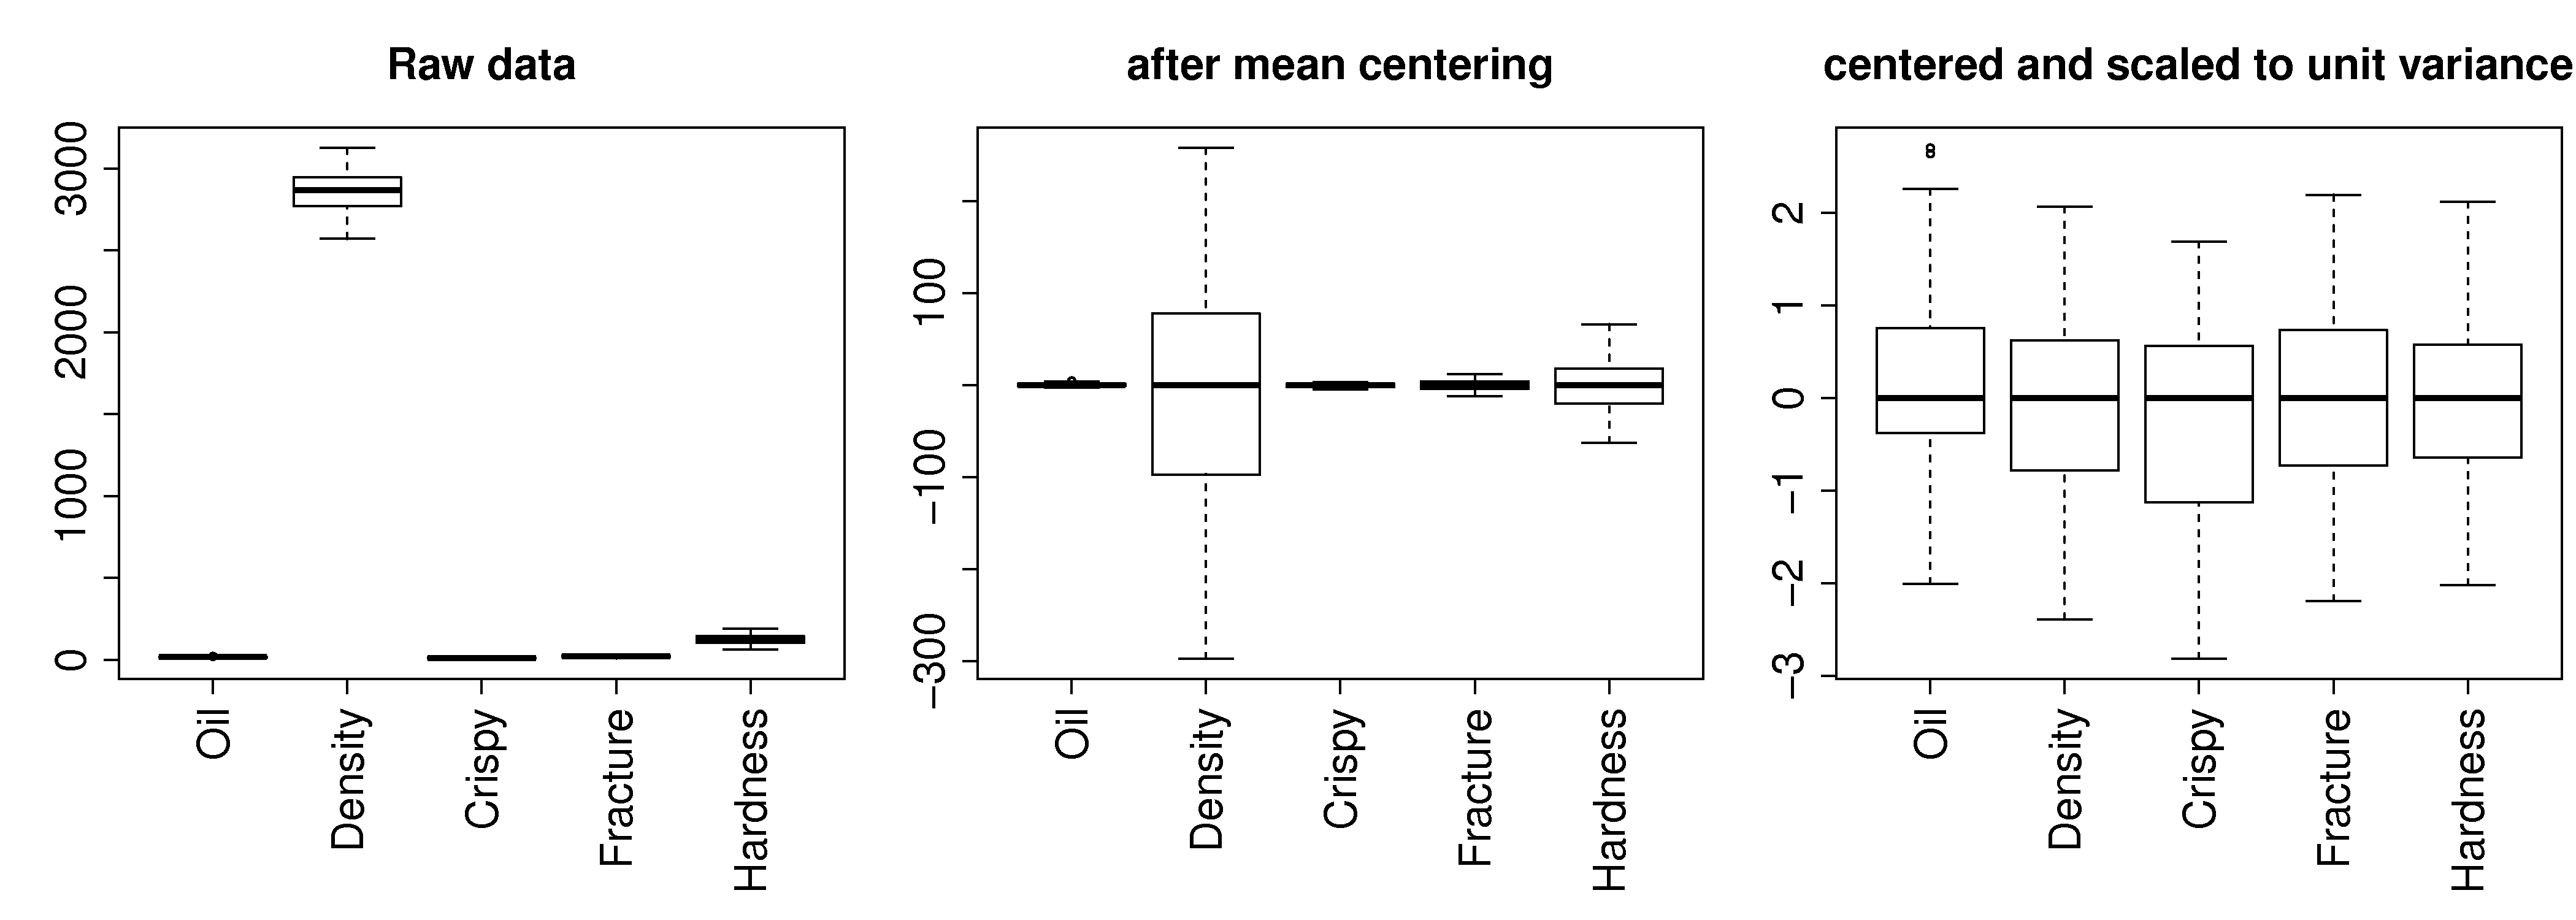 Raw data
3000
2000
1000
0
Oil
Density
Crispy
Fracture
Hardness
after mean centering
100
−100
−300
Oil
Density
Crispy
Fracture
Hardness
centered and scaled to unit variance
2
1
0
−1
−2
−3
Oil
Density
Crispy
Fracture
Hardness